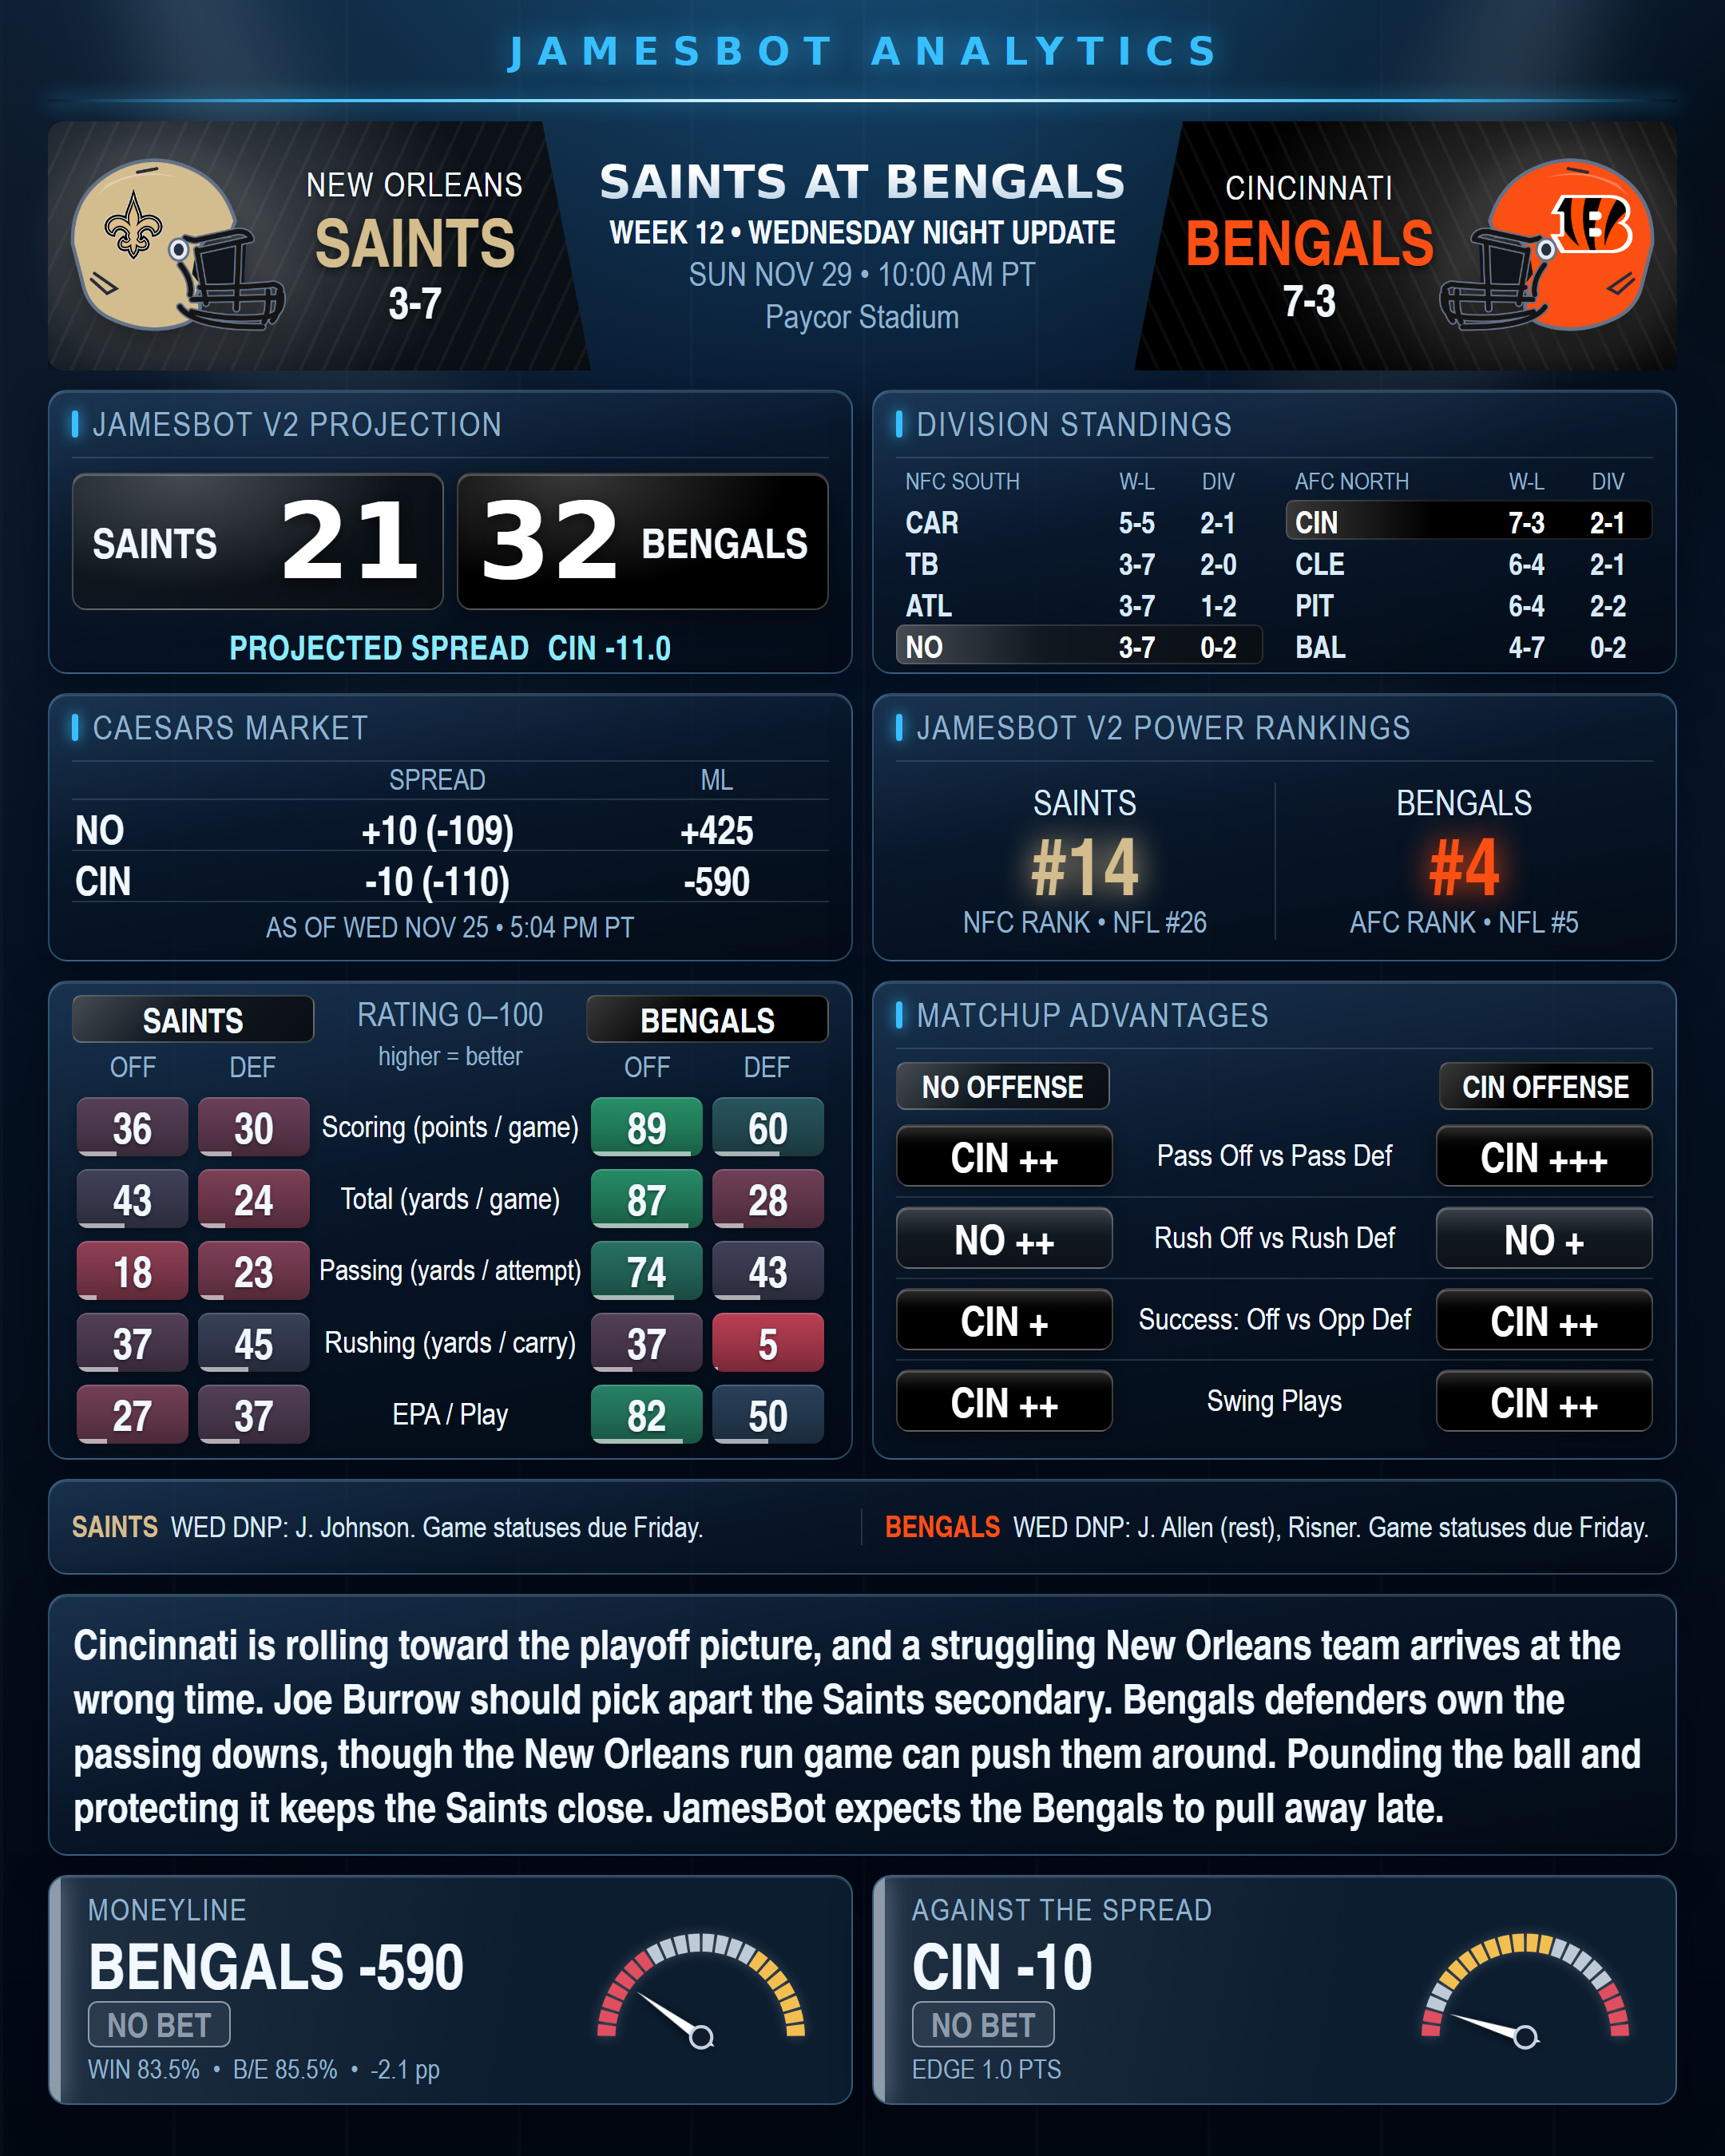 JAMESBOT ANALYTICS
NEW ORLEANS
SAINTS
3-7
SAINTS AT BENGALS
WEEK 12 • WEDNESDAY NIGHT UPDATE
SUN NOV 29 • 10:00 AM PT
Paycor Stadium
CINCINNATI
BENGALS
7-3
B
JAMESBOT V2 PROJECTION
SAINTS 21
32 BENGALS
PROJECTED SPREAD CIN -11.0
DIVISION STANDINGS
NFC SOUTH W-L DIV
CAR 5-5 2-1
TB 3-7 2-0
ATL 3-7 1-2
NO 3-7 0-2
AFC NORTH W-L DIV
CIN 7-3 2-1
CLE 6-4 2-1
PIT 6-4 2-2
BAL 4-7 0-2
CAESARS MARKET
SPREAD ML
NO +10 (-109) +425
CIN -10 (-110) -590
AS OF WED NOV 25 • 5:04 PM PT
JAMESBOT V2 POWER RANKINGS
SAINTS
#14
NFC RANK • NFL #26
BENGALS
#4
AFC RANK • NFL #5
SAINTS RATING 0–100 BENGALS
higher = better
OFF DEF OFF DEF
36 30 Scoring (points / game) 89 60
43 24 Total (yards / game) 87 28
18 23 Passing (yards / attempt) 74 43
37 45 Rushing (yards / carry) 37 5
27 37 EPA / Play 82 50
MATCHUP ADVANTAGES
NO OFFENSE CIN OFFENSE
CIN ++ Pass Off vs Pass Def CIN +++
NO ++ Rush Off vs Rush Def NO +
CIN + Success: Off vs Opp Def CIN ++
CIN ++ Swing Plays CIN ++
SAINTS WED DNP: J. Johnson. Game statuses due Friday.
BENGALS WED DNP: J. Allen (rest), Risner. Game statuses due Friday.
Cincinnati is rolling toward the playoff picture, and a struggling New Orleans team arrives at the
wrong time. Joe Burrow should pick apart the Saints secondary. Bengals defenders own the
passing downs, though the New Orleans run game can push them around. Pounding the ball and
protecting it keeps the Saints close. JamesBot expects the Bengals to pull away late.
MONEYLINE
BENGALS -590
NO BET
WIN 83.5% • B/E 85.5% • -2.1 pp
AGAINST THE SPREAD
CIN -10
NO BET
EDGE 1.0 PTS